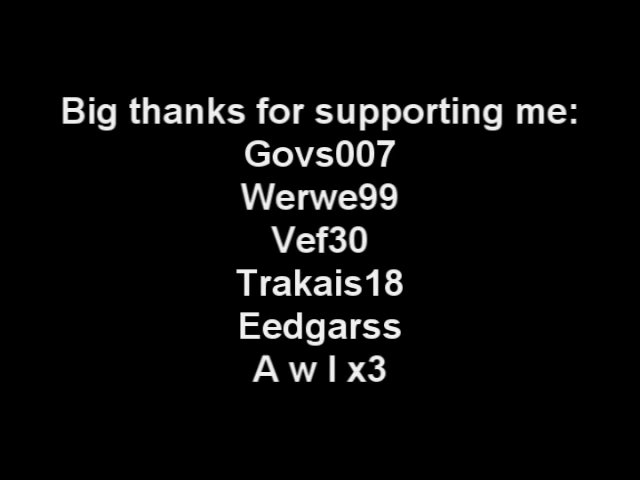 Big thanks for supporting me:
Govs007
Werwe99
Vef30
Trakais18
Eedgarss
A w l x3